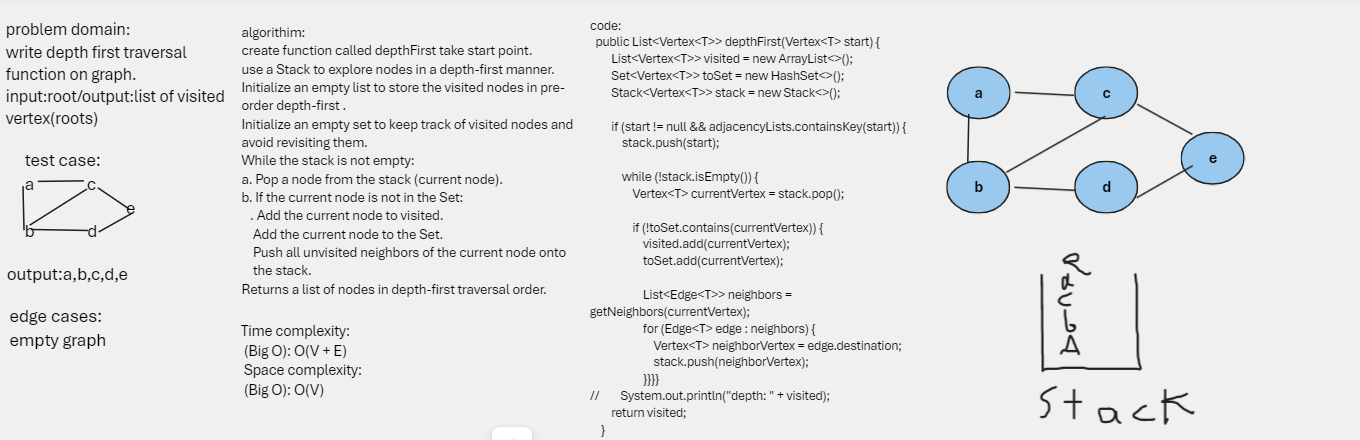 problem domain:
write depth first traversal
function on graph.
input:root/output:list of visited
vertex(roots)
test case:
a
c
e
b
d
output:a,b,c,d,e
edge cases:
empty graph
algorithim:
create function called depthFirst take start point.
use a Stack to explore nodes in a depth-first manner.
Initialize an empty list to store the visited nodes in pre-
order depth-first .
Initialize an empty set to keep track of visited nodes and
avoid revisiting them.
While the stack is not empty:
a. Pop a node from the stack (current node).
b. If the current node is not in the Set:
. Add the current node to visited.
Add the current node to the Set.
Push all unvisited neighbors of the current node onto
the stack.
Returns a list of nodes in depth-first traversal order.
Time complexity:
(Big O): O(V + E)
Space complexity:
(Big O): O(V)
code:
public List<Vertex<T>> depthFirst(Vertex<T> start) {
List<Vertex<T>> visited = new ArrayList<>();
Set<Vertex<T>> toSet = new HashSet<>();
Stack<Vertex<T>> stack = new Stack<>();
if (start != null && adjacencyLists.containsKey(start)) {
stack.push(start);
while (!stack.isEmpty()) {
Vertex<T> currentVertex = stack.pop();
if (!toSet.contains(currentVertex)) {
visited.add(currentVertex);
toSet.add(currentVertex);
List<Edge<T>> neighbors =
getNeighbors(currentVertex);
for (Edge<T> edge : neighbors) {
Vertex<T> neighborVertex = edge.destination;
stack.push(neighborVertex);
}}}}
// System.out.println("depth: " + visited);
return visited;
}
a
c
e
b
d
c
b
A
Stack